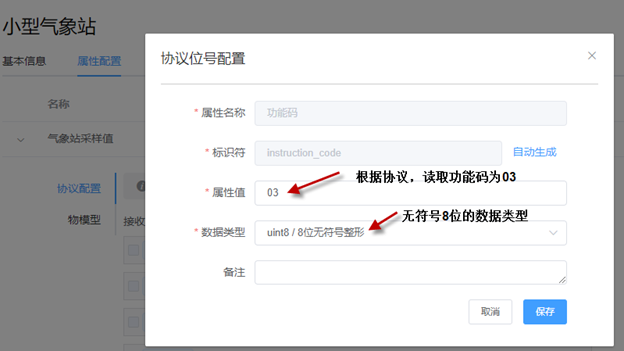 小型气象站
基本信息
属性配置
名称
气象站采样值
协议配置
物模型
接收
协议位号配置
* 属性名称
功能码
* 标识符
instruction_code
自动生成
根据协议，读取功能码为03
* 属性值
03
无符号8位的数据类型
* 数据类型
uint8 / 8位无符号整形
备注
取消
保存